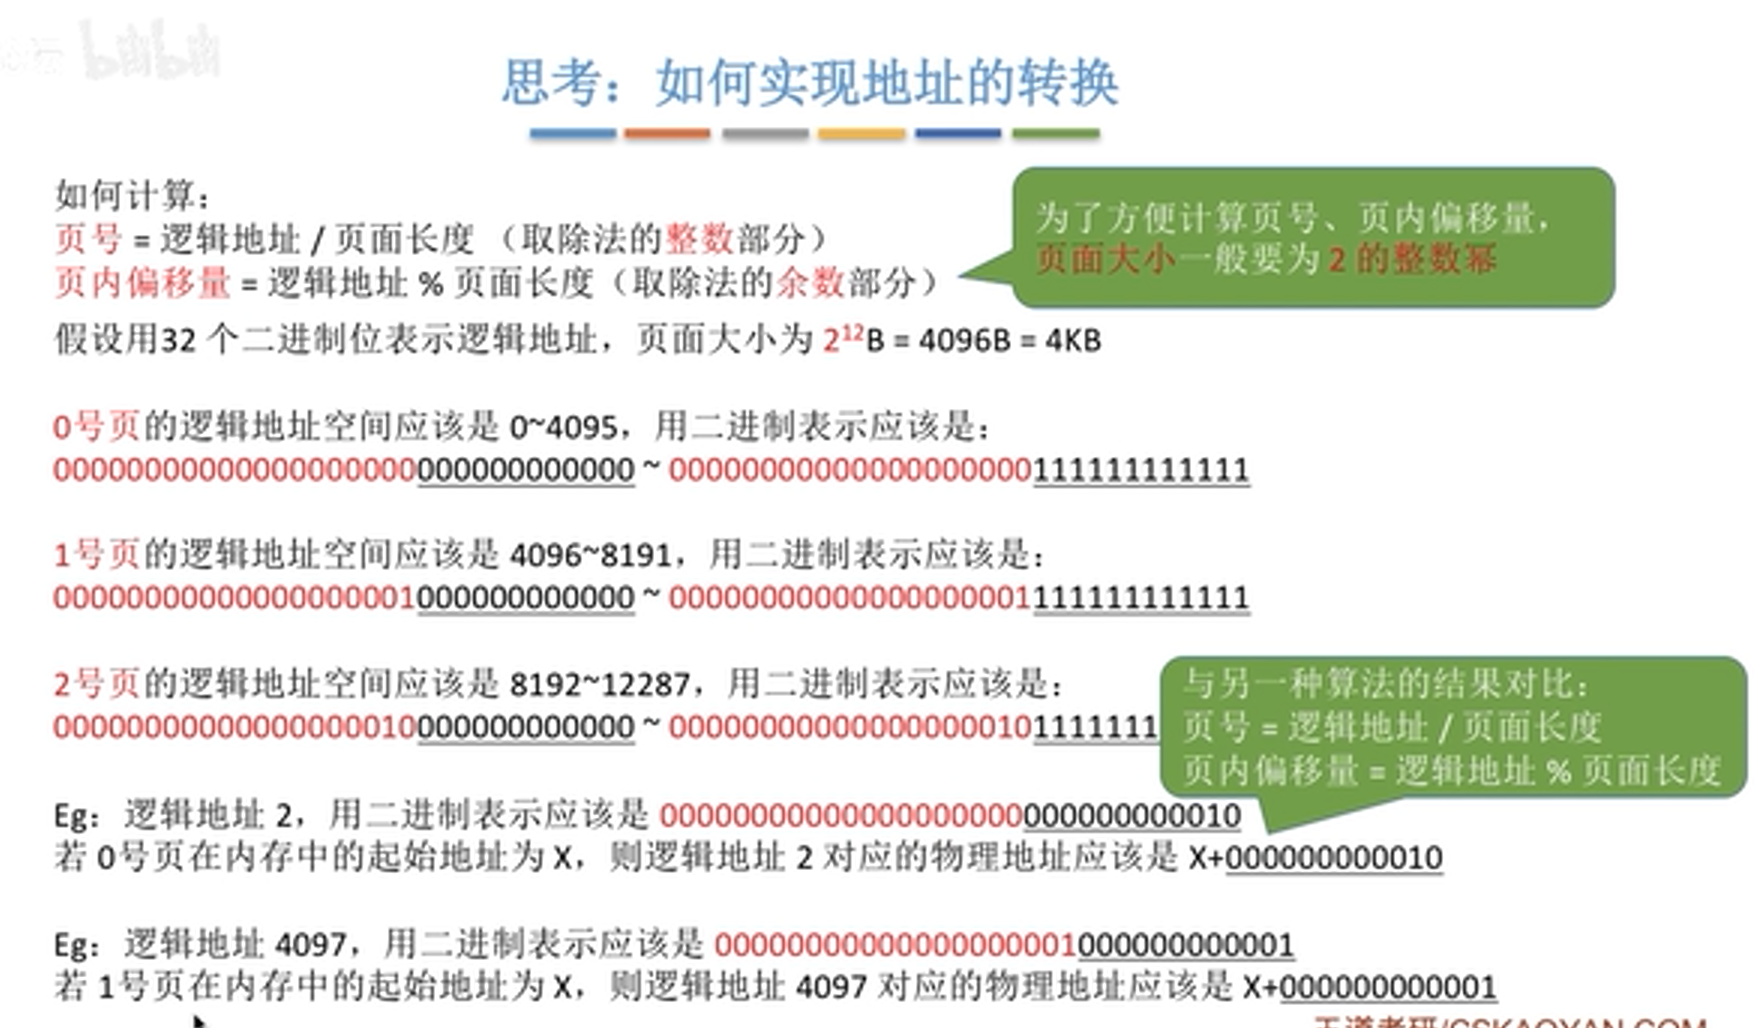 bilibili
思考：如何实现地址的转换
如何计算：
页号 = 逻辑地址 / 页面长度 （取除法的整数部分）
页内偏移量 = 逻辑地址 % 页面长度（取除法的余数部分）
为了方便计算页号、页内偏移量，
页面大小一般要为 2 的整数幂
假设用32 个二进制位表示逻辑地址，页面大小为 2¹²B = 4096B = 4KB
0号页的逻辑地址空间应该是 0~4095，用二进制表示应该是：
00000000000000000000000000000000 ~ 00000000000000000000111111111111
1号页的逻辑地址空间应该是 4096~8191，用二进制表示应该是：
00000000000000000001000000000000 ~ 00000000000000000001111111111111
2号页的逻辑地址空间应该是 8192~12287，用二进制表示应该是：
00000000000000000010000000000000 ~ 000000000000000000101111111
与另一种算法的结果对比：
页号 = 逻辑地址 / 页面长度
页内偏移量 = 逻辑地址 % 页面长度
Eg：逻辑地址 2，用二进制表示应该是 00000000000000000000000000000010
若 0号页在内存中的起始地址为 X，则逻辑地址 2 对应的物理地址应该是 X+000000000010
Eg：逻辑地址 4097，用二进制表示应该是 00000000000000000001000000000001
若 1号页在内存中的起始地址为 X，则逻辑地址 4097 对应的物理地址应该是 X+000000000001
王道考研/CSKAOYAN.COM